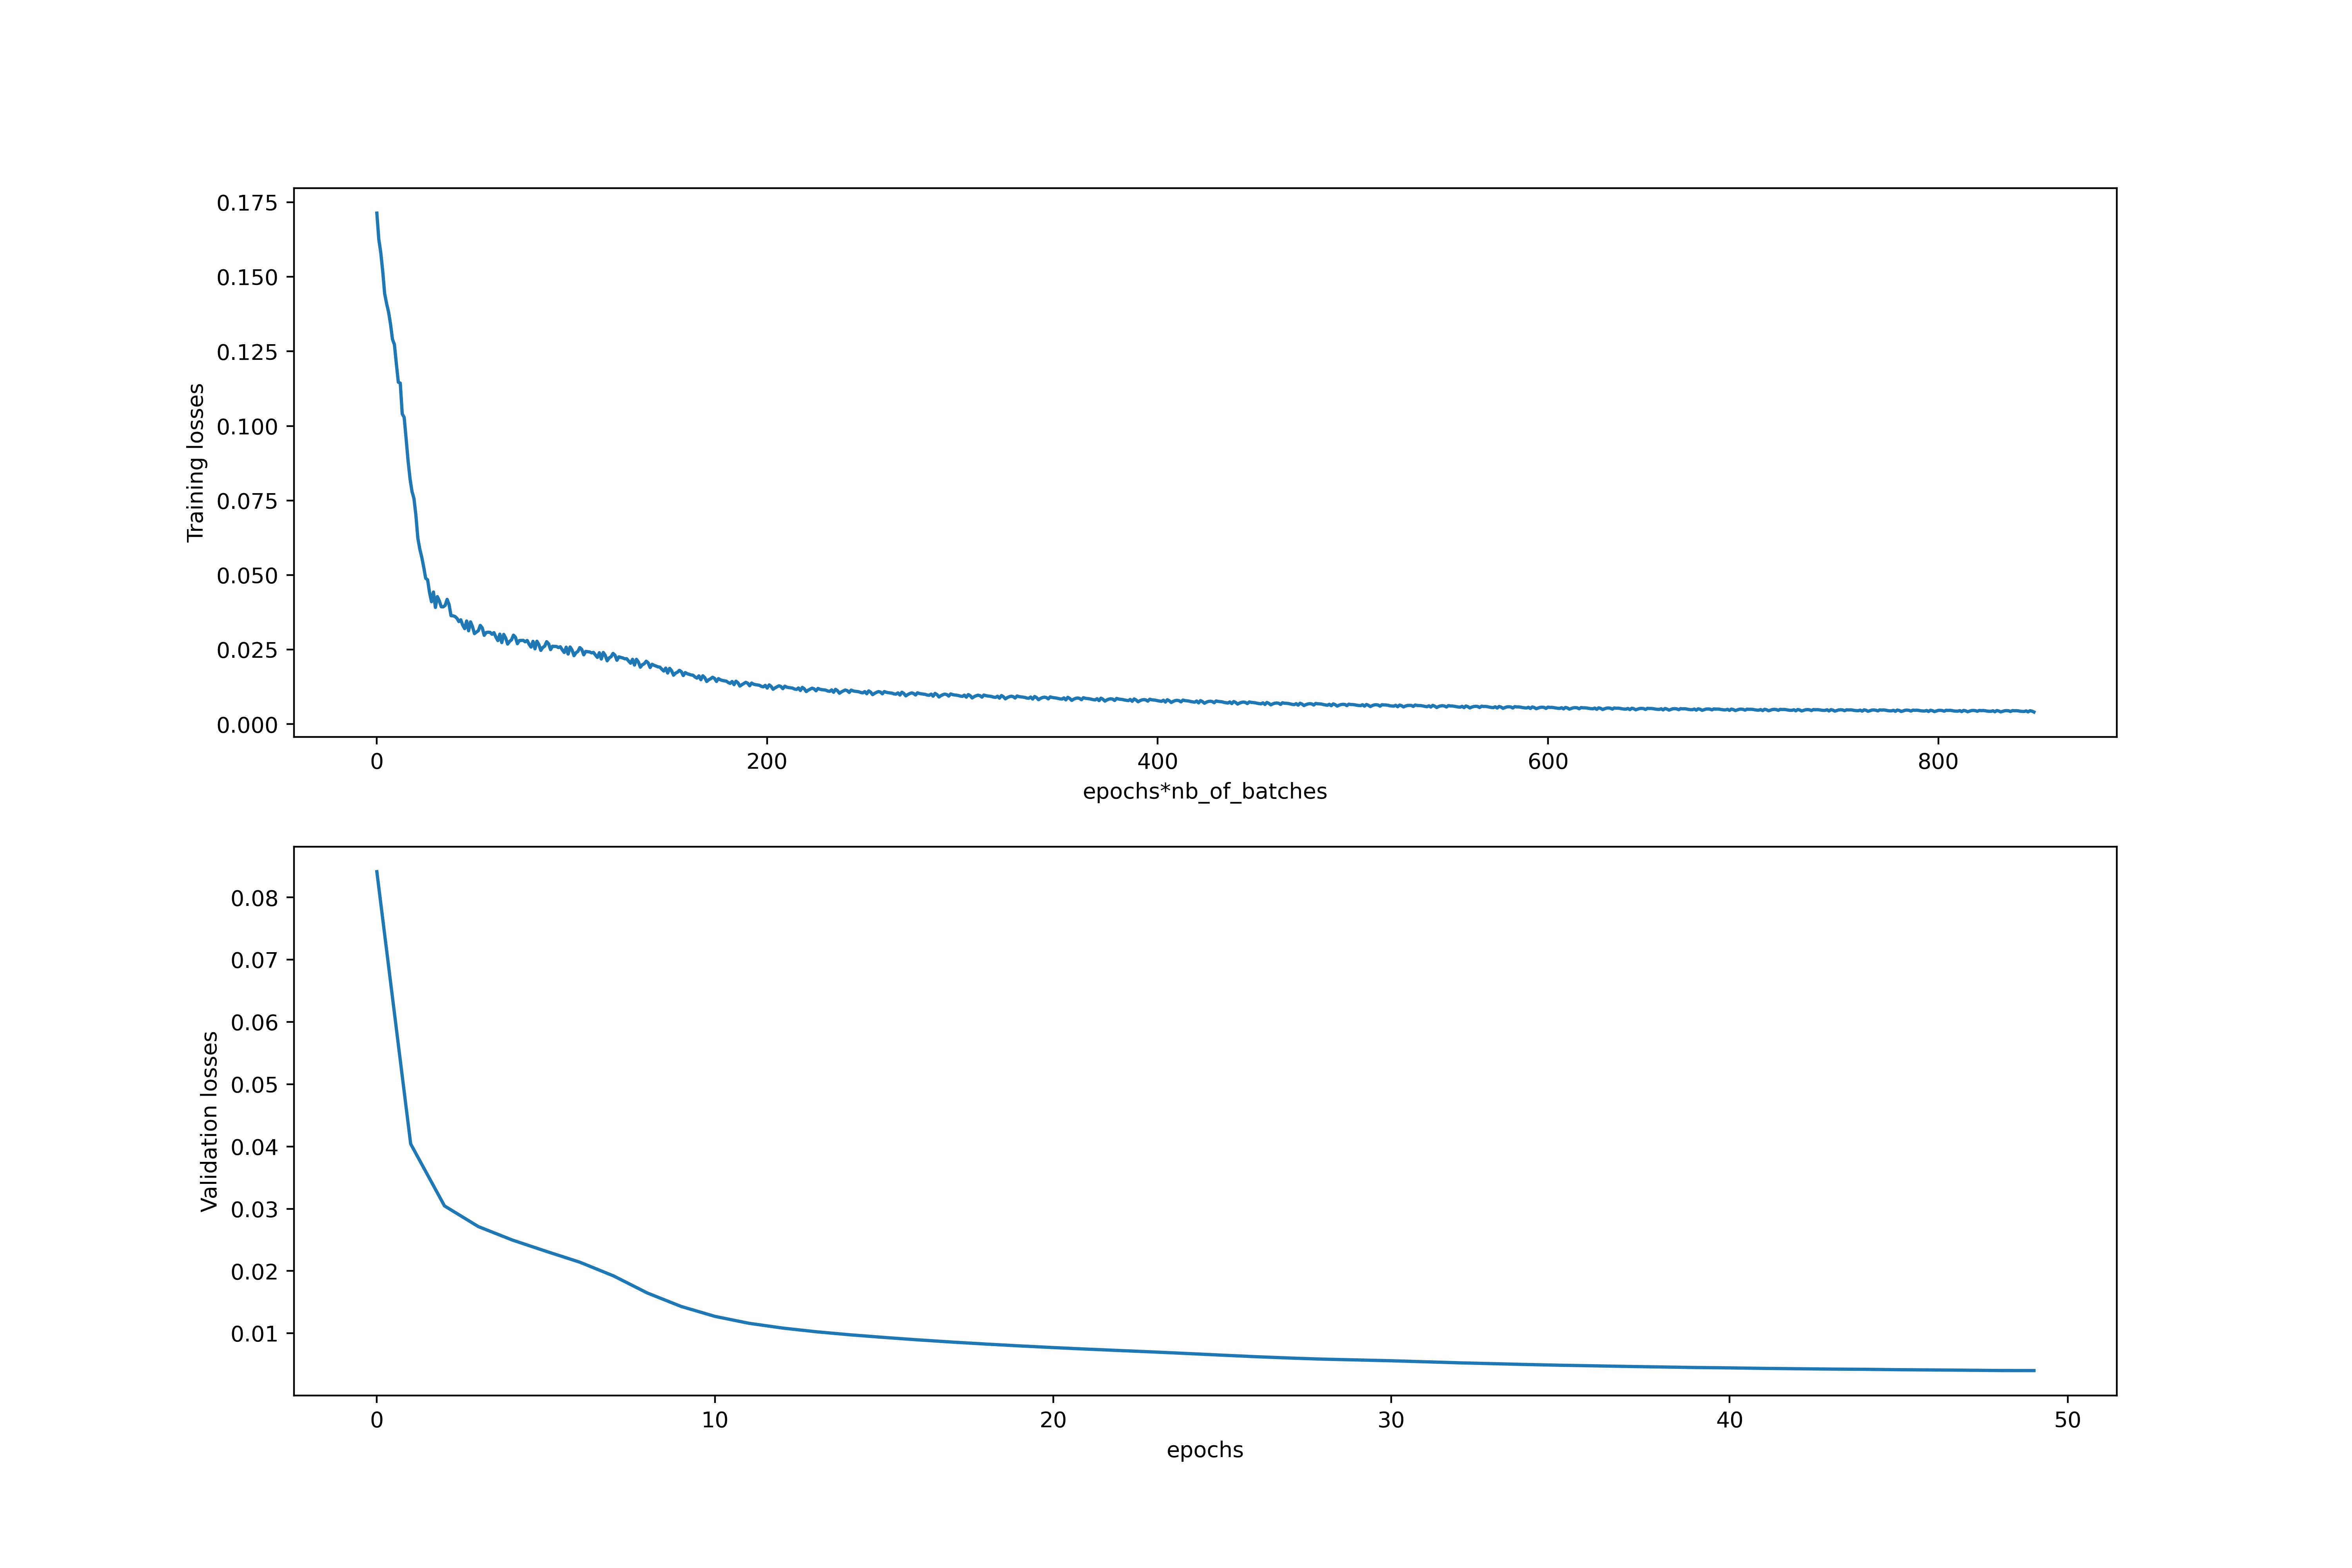 0.175
0.150
0.125
0.100
0.075
0.050
0.025
0.000
Training losses
0 200 400 600 800
epochs*nb_of_batches
0.08
0.07
0.06
0.05
0.04
0.03
0.02
0.01
Validation losses
0 10 20 30 40 50
epochs